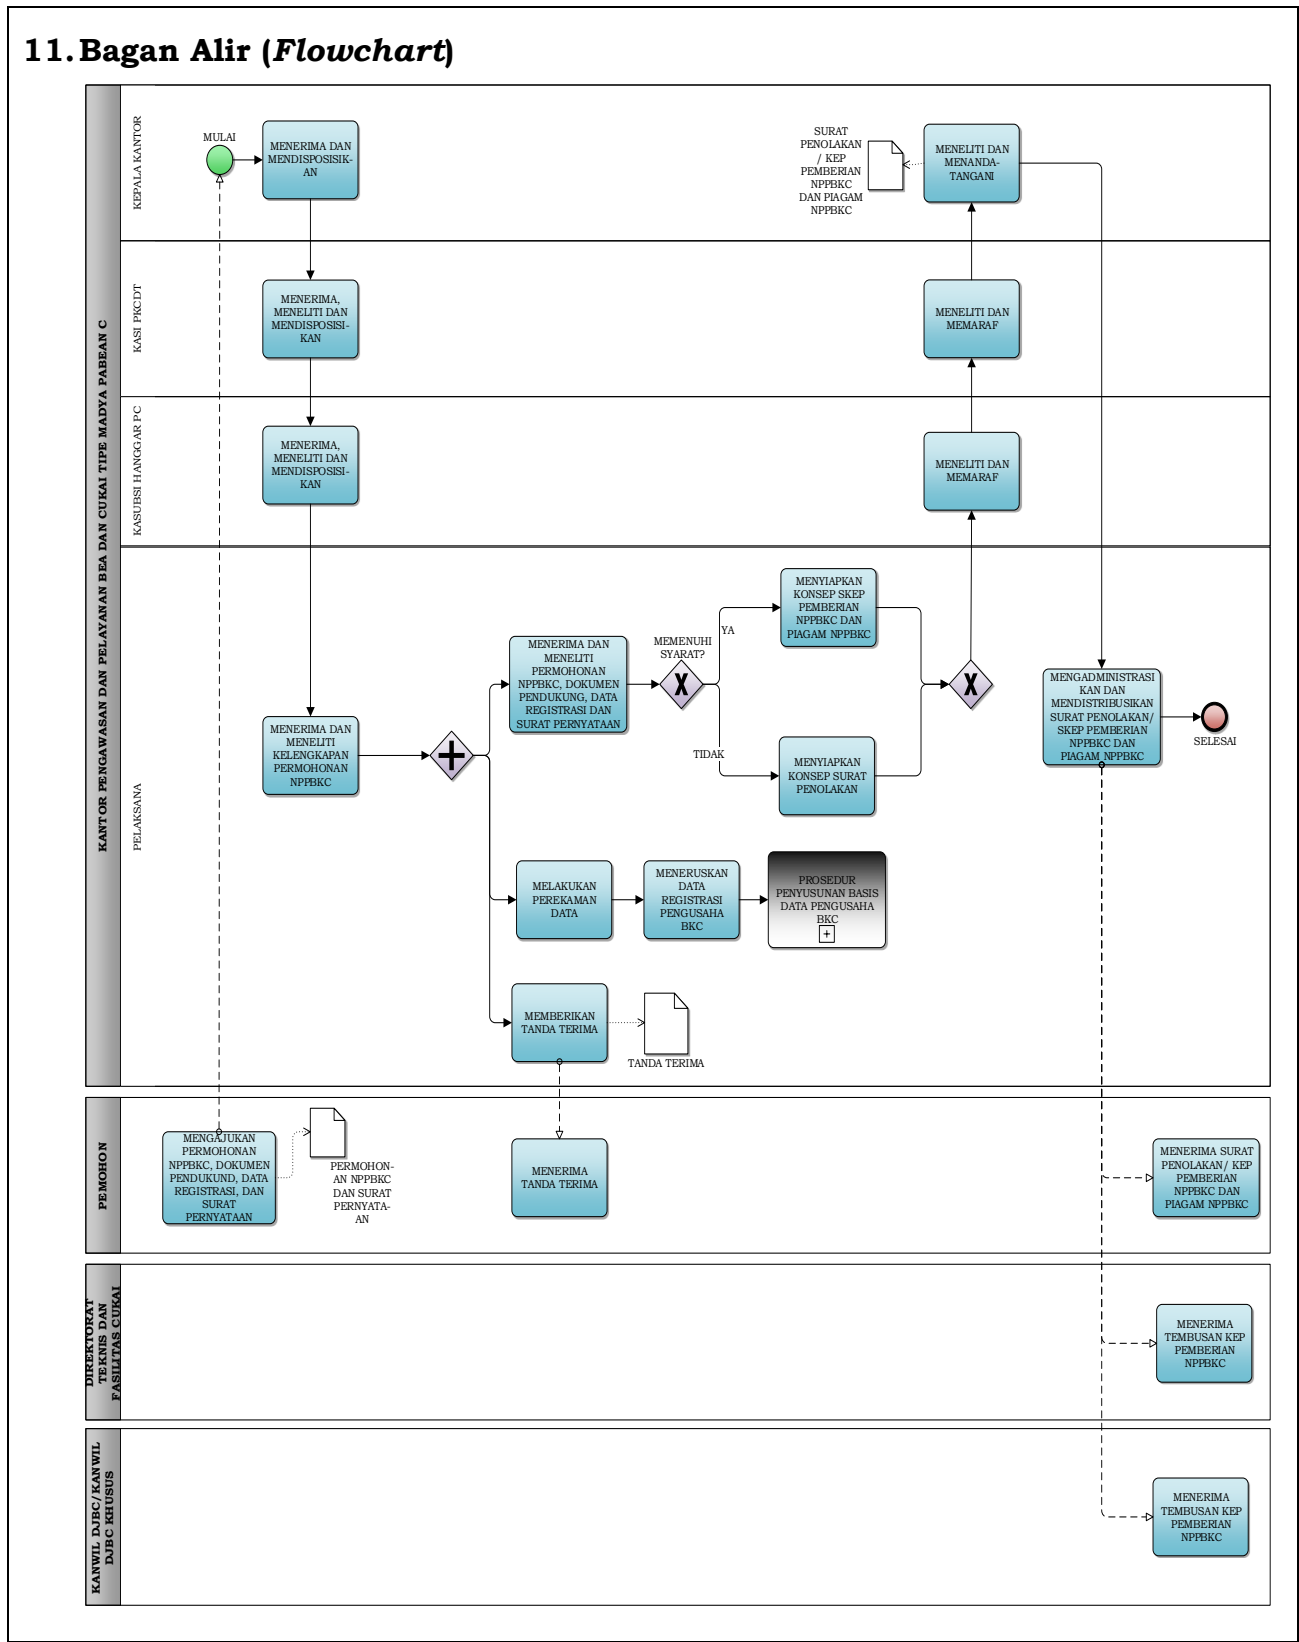 11. Bagan Alir (Flowchart)
KANTOR PENGAWASAN DAN PELAYANAN BEA DAN CUKAI TIPE MADYA PABEAN C
KEPALA KANTOR
MULAI
MENERIMA DAN
MENDISPOSISIK-
AN
SURAT
PENOLAKAN
/ KEP
PEMBERIAN
NPPBKC
DAN PIAGAM
NPPBKC
MENELITI DAN
MENANDA-
TANGANI
KASI PKCDT
MENERIMA,
MENELITI DAN
MENDISPOSISI-
KAN
MENELITI DAN
MEMARAF
KASUBSI HANGGAR PC
MENERIMA,
MENELITI DAN
MENDISPOSISI-
KAN
MENELITI DAN
MEMARAF
PELAKSANA
MENERIMA DAN
MENELITI
KELENGKAPAN
PERMOHONAN
NPPBKC
MENERIMA DAN
MENELITI
PERMOHONAN
NPPBKC, DOKUMEN
PENDUKUNG, DATA
REGISTRASI DAN
SURAT PERNYATAAN
MEMENUHI
SYARAT?
YA
TIDAK
MENYIAPKAN
KONSEP SKEP
PEMBERIAN
NPPBKC DAN
PIAGAM NPPBKC
MENYIAPKAN
KONSEP SURAT
PENOLAKAN
MENGADMINISTRASI
KAN DAN
MENDISTRIBUSIKAN
SURAT PENOLAKAN/
SKEP PEMBERIAN
NPPBKC DAN
PIAGAM NPPBKC
SELESAI
MELAKUKAN
PEREKAMAN
DATA
MENERUSKAN
DATA
REGISTRASI
PENGUSAHA
BKC
PROSEDUR
PENYUSUNAN BASIS
DATA PENGUSAHA
BKC
MEMBERIKAN
TANDA TERIMA
TANDA TERIMA
PEMOHON
MENGAJUKAN
PERMOHONAN
NPPBKC, DOKUMEN
PENDUKUND, DATA
REGISTRASI, DAN
SURAT
PERNYATAAN
PERMOHON-
AN NPPBKC
DAN SURAT
PERNYATA-
AN
MENERIMA
TANDA TERIMA
MENERIMA SURAT
PENOLAKAN/ KEP
PEMBERIAN
NPPBKC DAN
PIAGAM NPPBKC
DIREKTORAT
TEKNIS DAN
FASILITAS CUKAI
MENERIMA
TEMBUSAN KEP
PEMBERIAN
NPPBKC
KANWIL DJBC/KANWIL
DJBC KHUSUS
MENERIMA
TEMBUSAN KEP
PEMBERIAN
NPPBKC